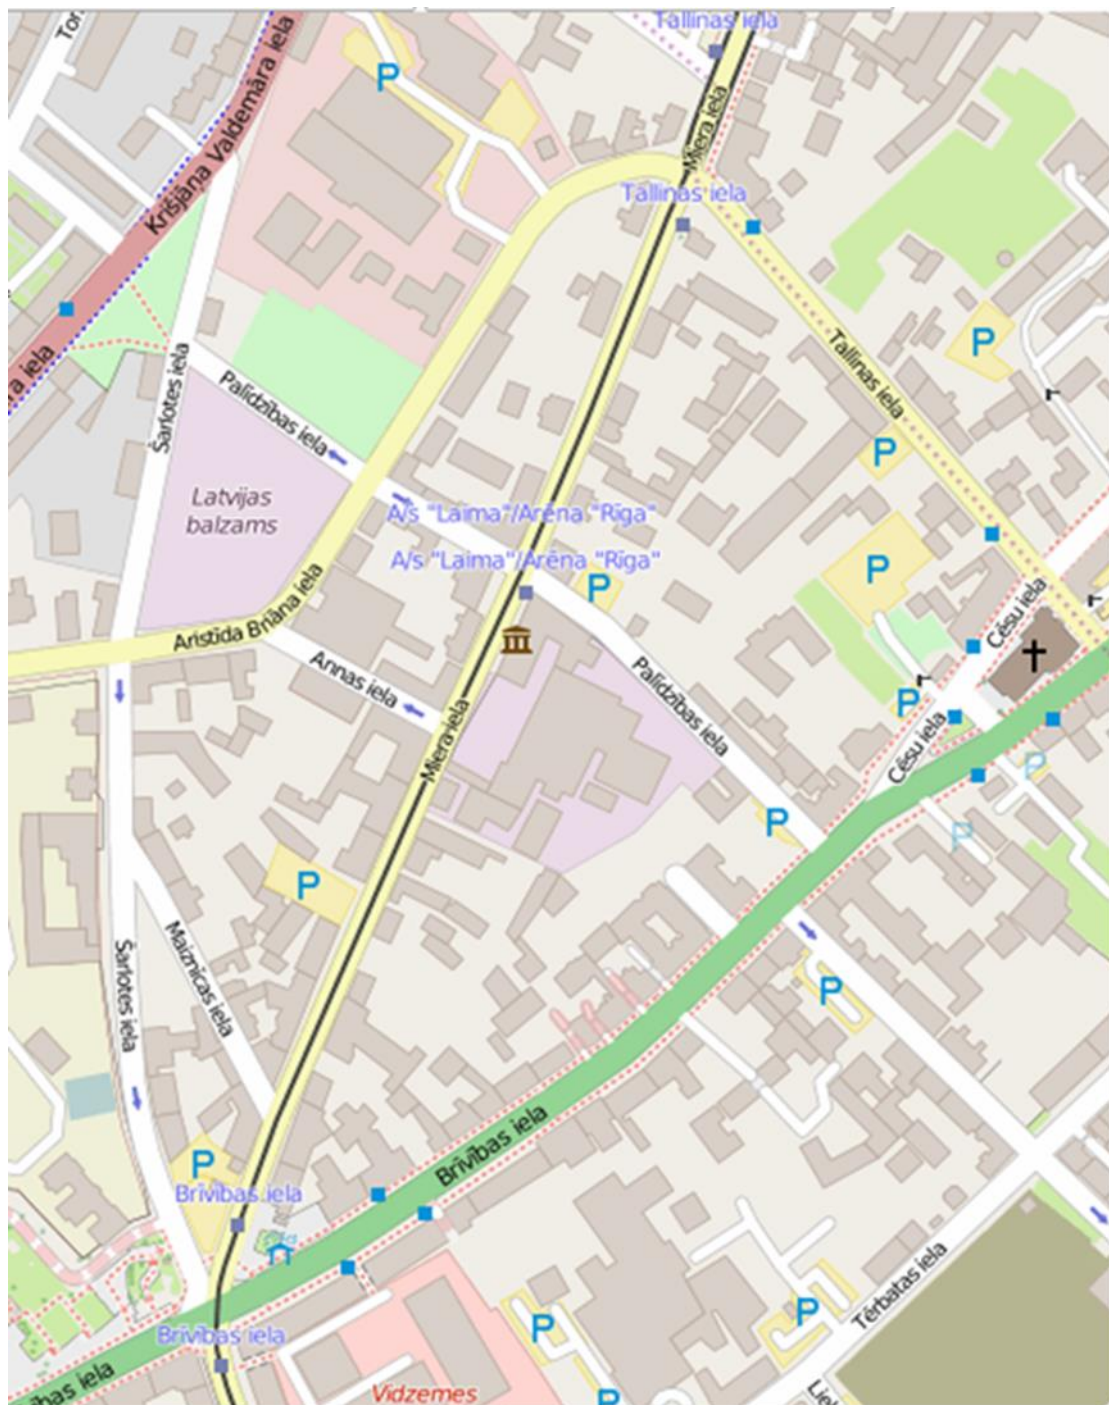 Tallinas iela
Krišjāņa Valdemāra iela
P
Miera iela
Tallinas iela
P
Tallinas iela
Šarlotes iela
Palīdzības iela
P
Latvijas
balzams
A/s "Laima"/Arēna "Rīga"
A/s "Laima"/Arēna "Rīga"
P
P
Aristīda Briāna iela
Cēsu iela
Annas iela
Palīdzības iela
P
Miera iela
Cēsu iela
P
P
P
P
Šarlotes iela
Maiznīcas iela
P
Brīvības iela
P
Brīvības iela
Tērbatas iela
P
P
Brīvības iela
P
Vidzemes